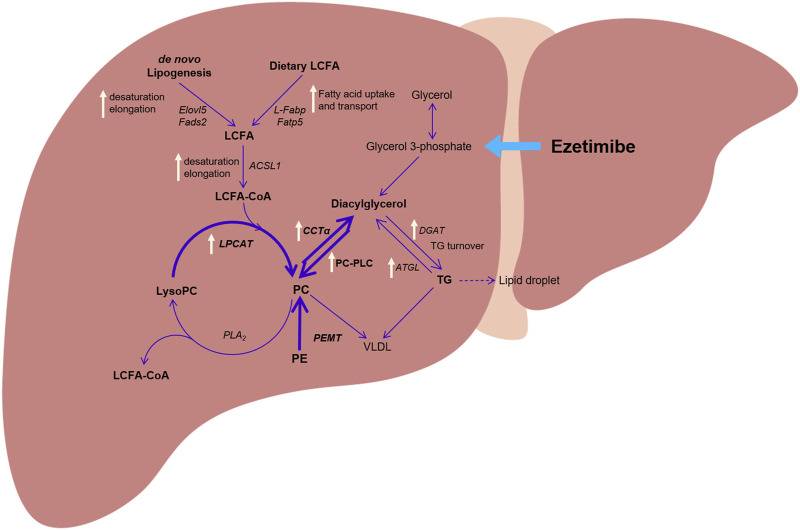 de novo
Lipogenesis
Dietary LCFA
desaturation
elongation
Elovl5
Fads2
L-Fabp
Fatp5
Fatty acid uptake
and transport
Glycerol
LCFA
Glycerol 3-phosphate
Ezetimibe
desaturation
elongation
ACSL1
LCFA-CoA
Diacylglycerol
LPCAT
CCTα
DGAT
TG turnover
PC-PLC
ATGL
TG
Lipid droplet
LysoPC
PC
PLA2
PEMT
VLDL
PE
LCFA-CoA